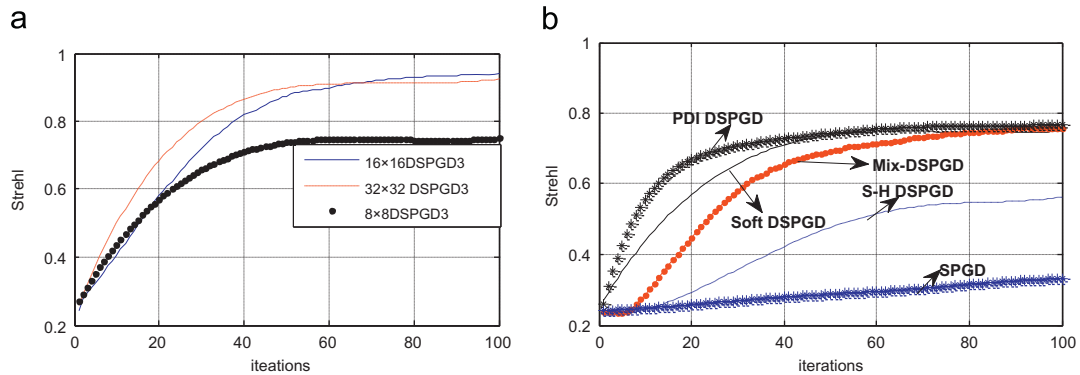 a
1
0.8
0.6
0.4
0.2
Strehl
0
20
40
60
80
100
iteations
16×16DSPGD3
32×32 DSPGD3
8×8DSPGD3
b
1
0.8
0.6
0.4
0.2
Strehl
0
20
40
60
80
100
iterations
PDI DSPGD
Mix-DSPGD
S-H DSPGD
Soft DSPGD
SPGD